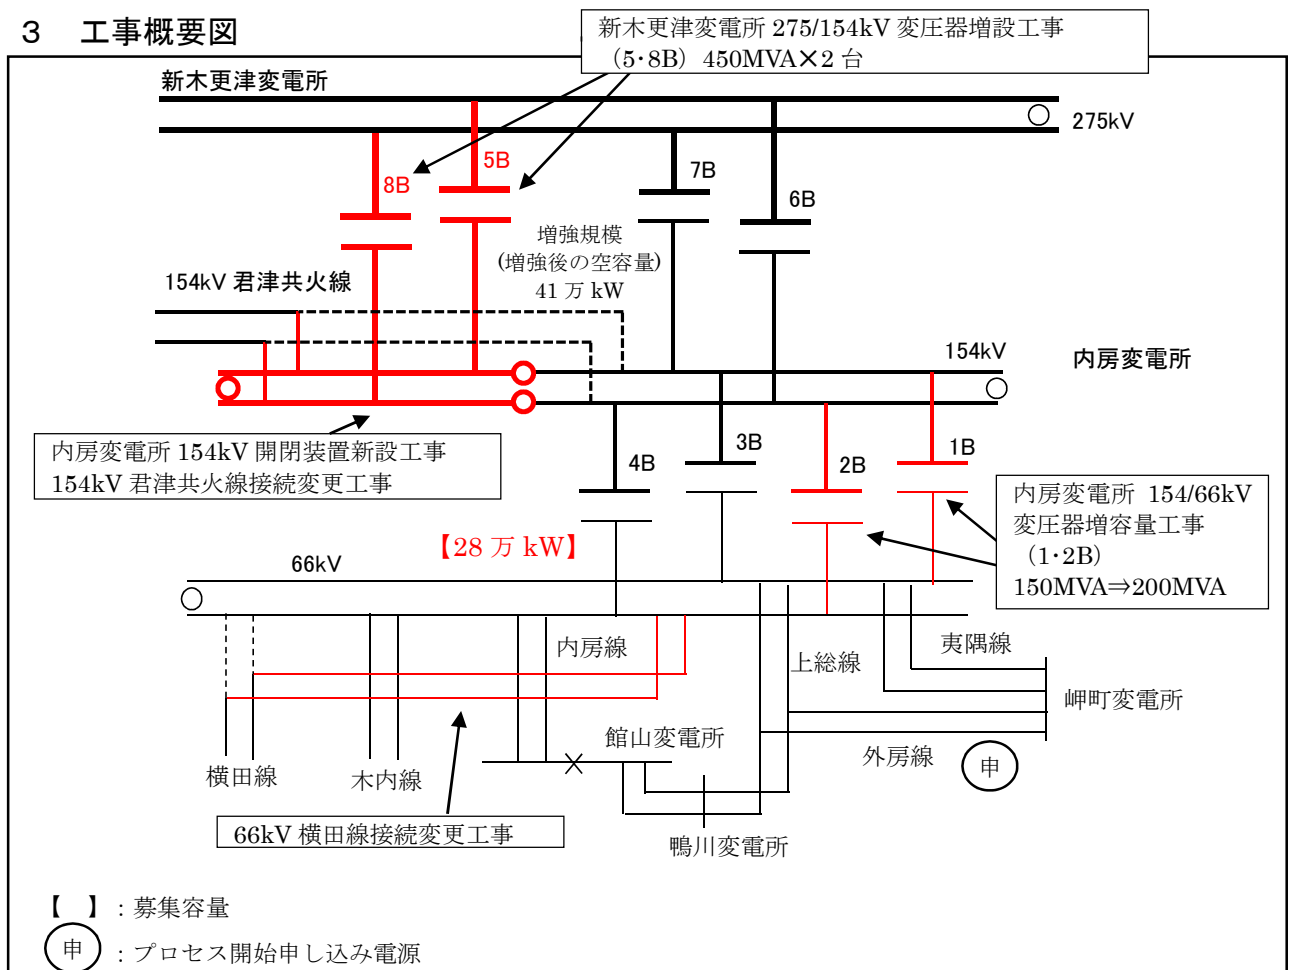 3　工事概要図
新木更津変電所 275/154kV 変圧器増設工事
（5･8B）450MVA×2 台
新木更津変電所
275kV
8B
5B
7B
6B
増強規模
(増強後の空容量)
41 万 kW
154kV 君津共火線
154kV
内房変電所
内房変電所 154kV 開閉装置新設工事
154kV 君津共火線接続変更工事
4B
3B
2B
1B
内房変電所 154/66kV
変圧器増容量工事
（1･2B）
150MVA⇒200MVA
【28 万 kW】
66kV
内房線
上総線
夷隅線
岬町変電所
外房線
申
館山変電所
横田線
木内線
66kV 横田線接続変更工事
鴨川変電所
【　】：募集容量
申：プロセス開始申し込み電源